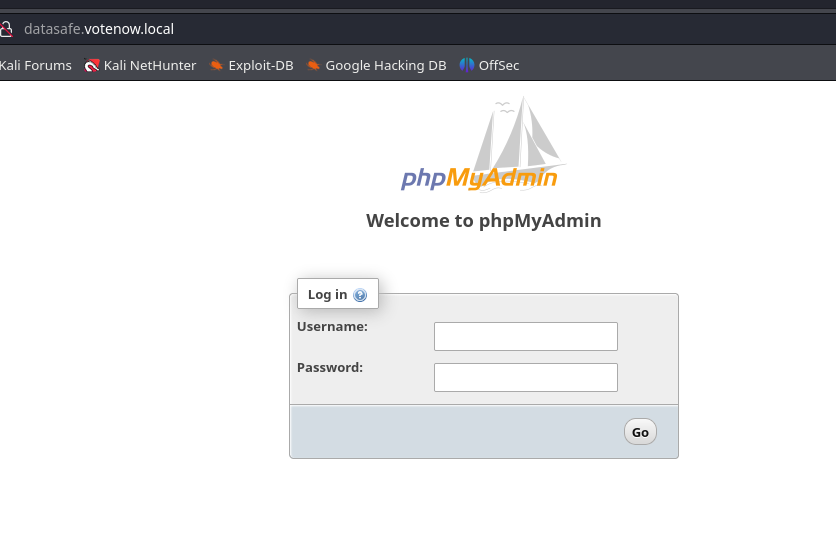 datasafe.votenow.local
Kali Forums Kali NetHunter Exploit-DB Google Hacking DB OffSec
phpMyAdmin
Welcome to phpMyAdmin
Log in
Username:
Password:
Go